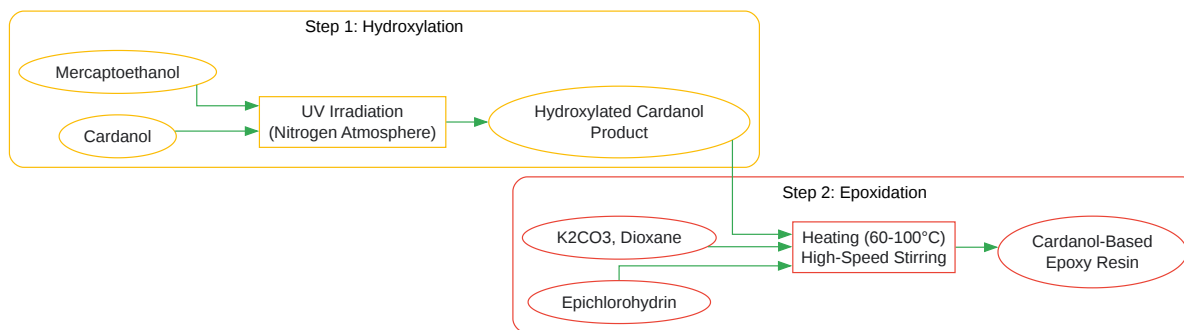 Step 1: Hydroxylation
Mercaptoethanol
Cardanol
UV Irradiation
(Nitrogen Atmosphere)
Hydroxylated Cardanol
Product
Step 2: Epoxidation
K2CO3, Dioxane
Epichlorohydrin
Heating (60-100°C)
High-Speed Stirring
Cardanol-Based
Epoxy Resin